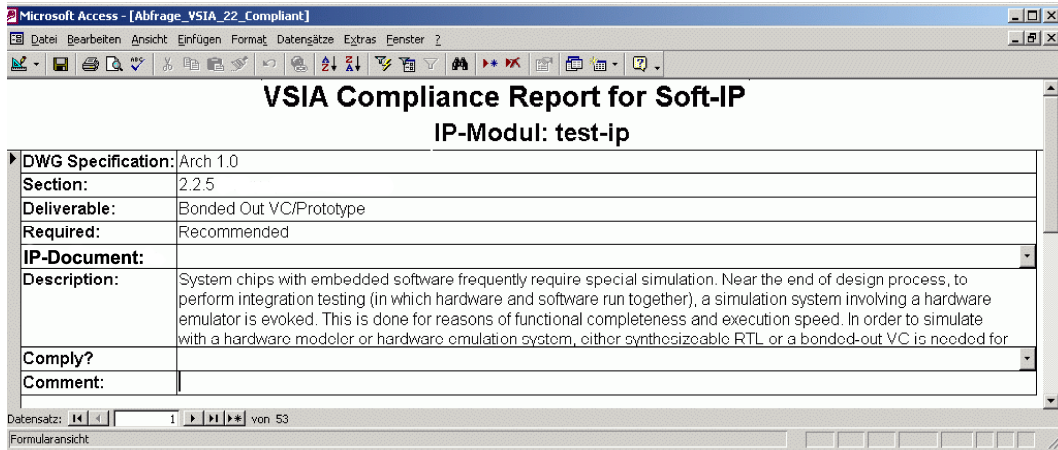 Microsoft Access - [Abfrage_VSIA_22_Compliant]
Datei Bearbeiten Ansicht Einfügen Format Datensätze Extras Fenster ?
VSIA Compliance Report for Soft-IP
IP-Modul: test-ip
DWG Specification: Arch 1.0
Section: 2.2.5
Deliverable: Bonded Out VC/Prototype
Required: Recommended
IP-Document:
Description: System chips with embedded software frequently require special simulation. Near the end of design process, to
perform integration testing (in which hardware and software run together), a simulation system involving a hardware
emulator is evoked. This is done for reasons of functional completeness and execution speed. In order to simulate
with a hardware modeler or hardware emulation system, either synthesizeable RTL or a bonded-out VC is needed for
Comply?
Comment:
Datensatz: 1 von 53
Formularansicht